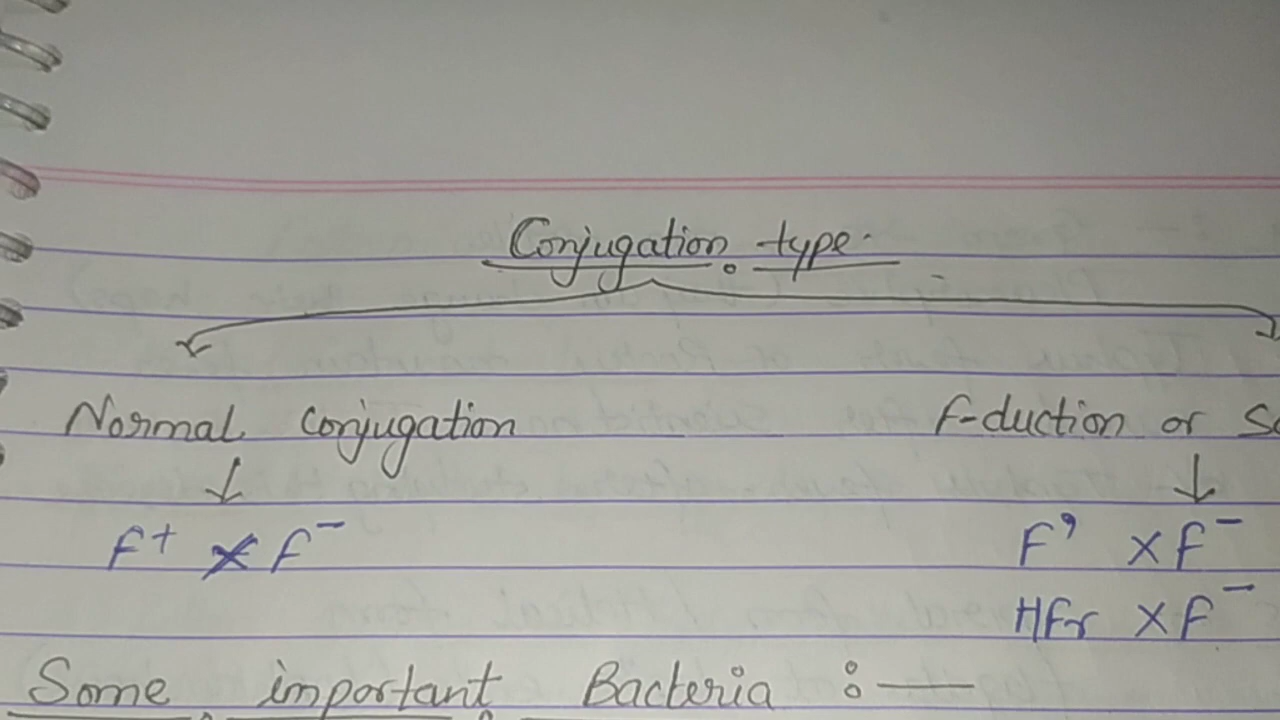 Conjugation type.
Normal conjugation f-duction or
↓ ↓
F+ × F⁻ F' × F⁻
HFr × F⁻
Some important Bacteria :—